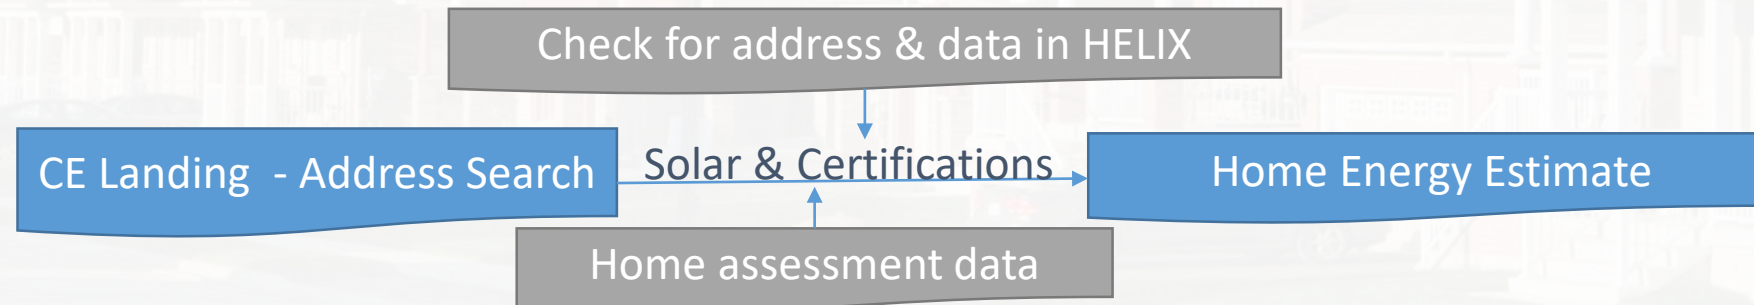 Check for address & data in HELIX
CE Landing - Address Search
Solar & Certifications
Home Energy Estimate
Home assessment data